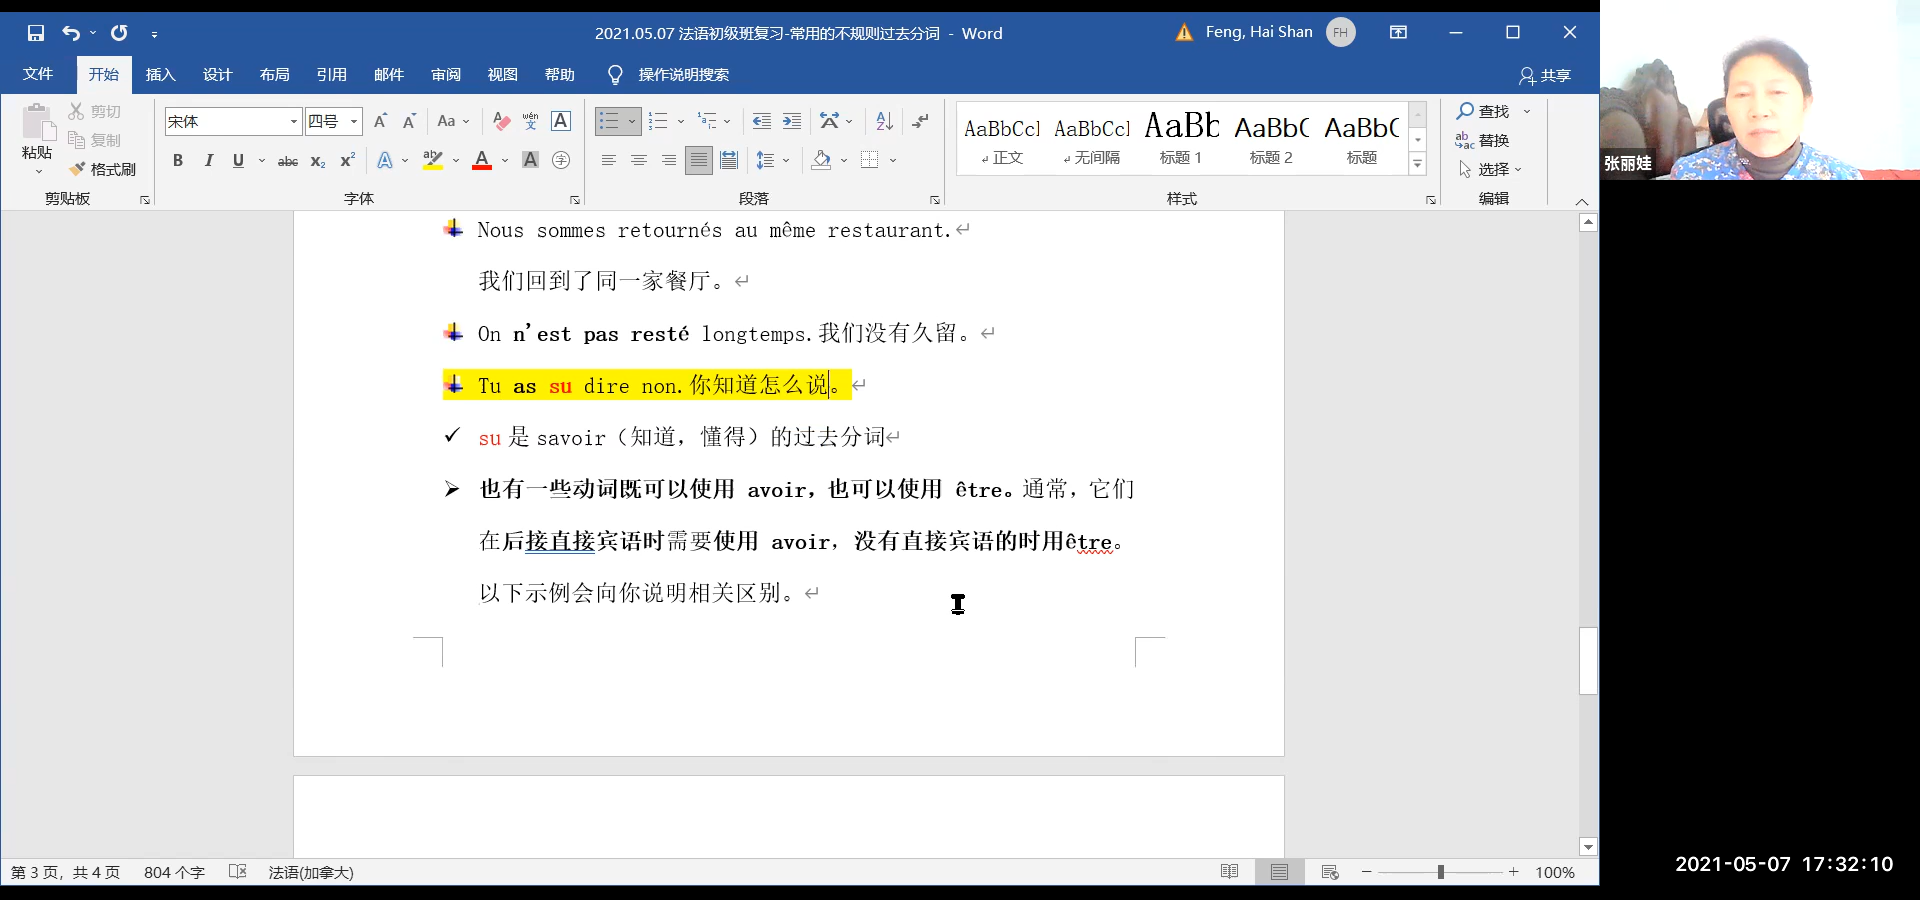 2021.05.07 法语初级班复习-常用的不规则过去分词 - Word
Feng, Hai Shan
FH
文件 开始 插入 设计 布局 引用 邮件 审阅 视图 帮助 操作说明搜索 共享
粘贴 剪切
复制
格式刷
剪贴板
宋体 四号
字体
段落
AaBbCcI AaBbCcI AaBb AaBbC AaBbC
正文 无间隔 标题 1 标题 2 标题
样式
查找
替换
选择
编辑
张丽娃
Nous sommes retournés au même restaurant.
我们回到了同一家餐厅。
On n'est pas resté longtemps.我们没有久留。
Tu as su dire non.你知道怎么说。
su 是 savoir（知道，懂得）的过去分词
也有一些动词既可以使用 avoir，也可以使用 être。通常，它们
在后接直接宾语时需要使用 avoir，没有直接宾语的时用être。
以下示例会向你说明相关区别。
第 3 页，共 4 页 804 个字 法语(加拿大) 100%
2021-05-07 17:32:10